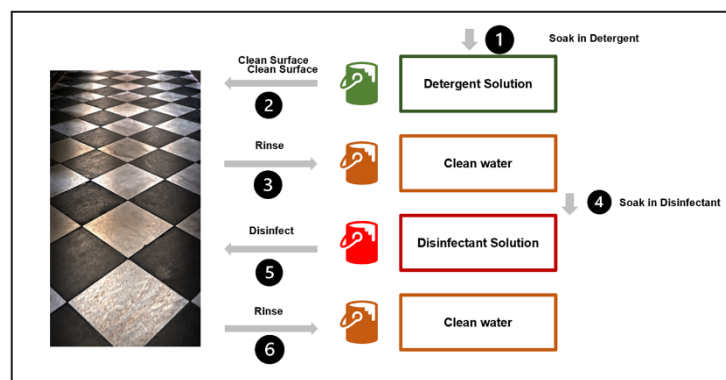 1
Soak in Detergent
Clean Surface
Clean Surface
2
Detergent Solution
Rinse
3
Clean water
4
Soak in Disinfectant
Disinfect
5
Disinfectant Solution
Rinse
6
Clean water